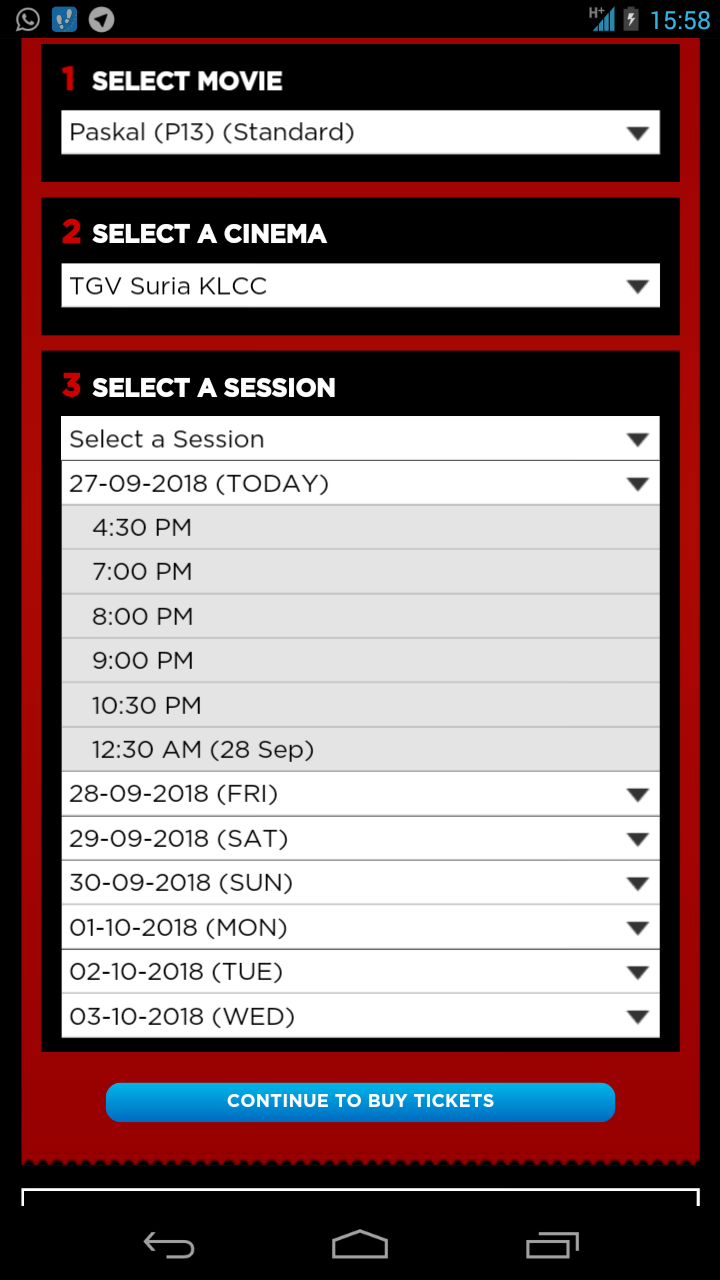 H+ 15:58
1 SELECT MOVIE
Paskal (P13) (Standard)
2 SELECT A CINEMA
TGV Suria KLCC
3 SELECT A SESSION
Select a Session
27-09-2018 (TODAY)
4:30 PM
7:00 PM
8:00 PM
9:00 PM
10:30 PM
12:30 AM (28 Sep)
28-09-2018 (FRI)
29-09-2018 (SAT)
30-09-2018 (SUN)
01-10-2018 (MON)
02-10-2018 (TUE)
03-10-2018 (WED)
CONTINUE TO BUY TICKETS